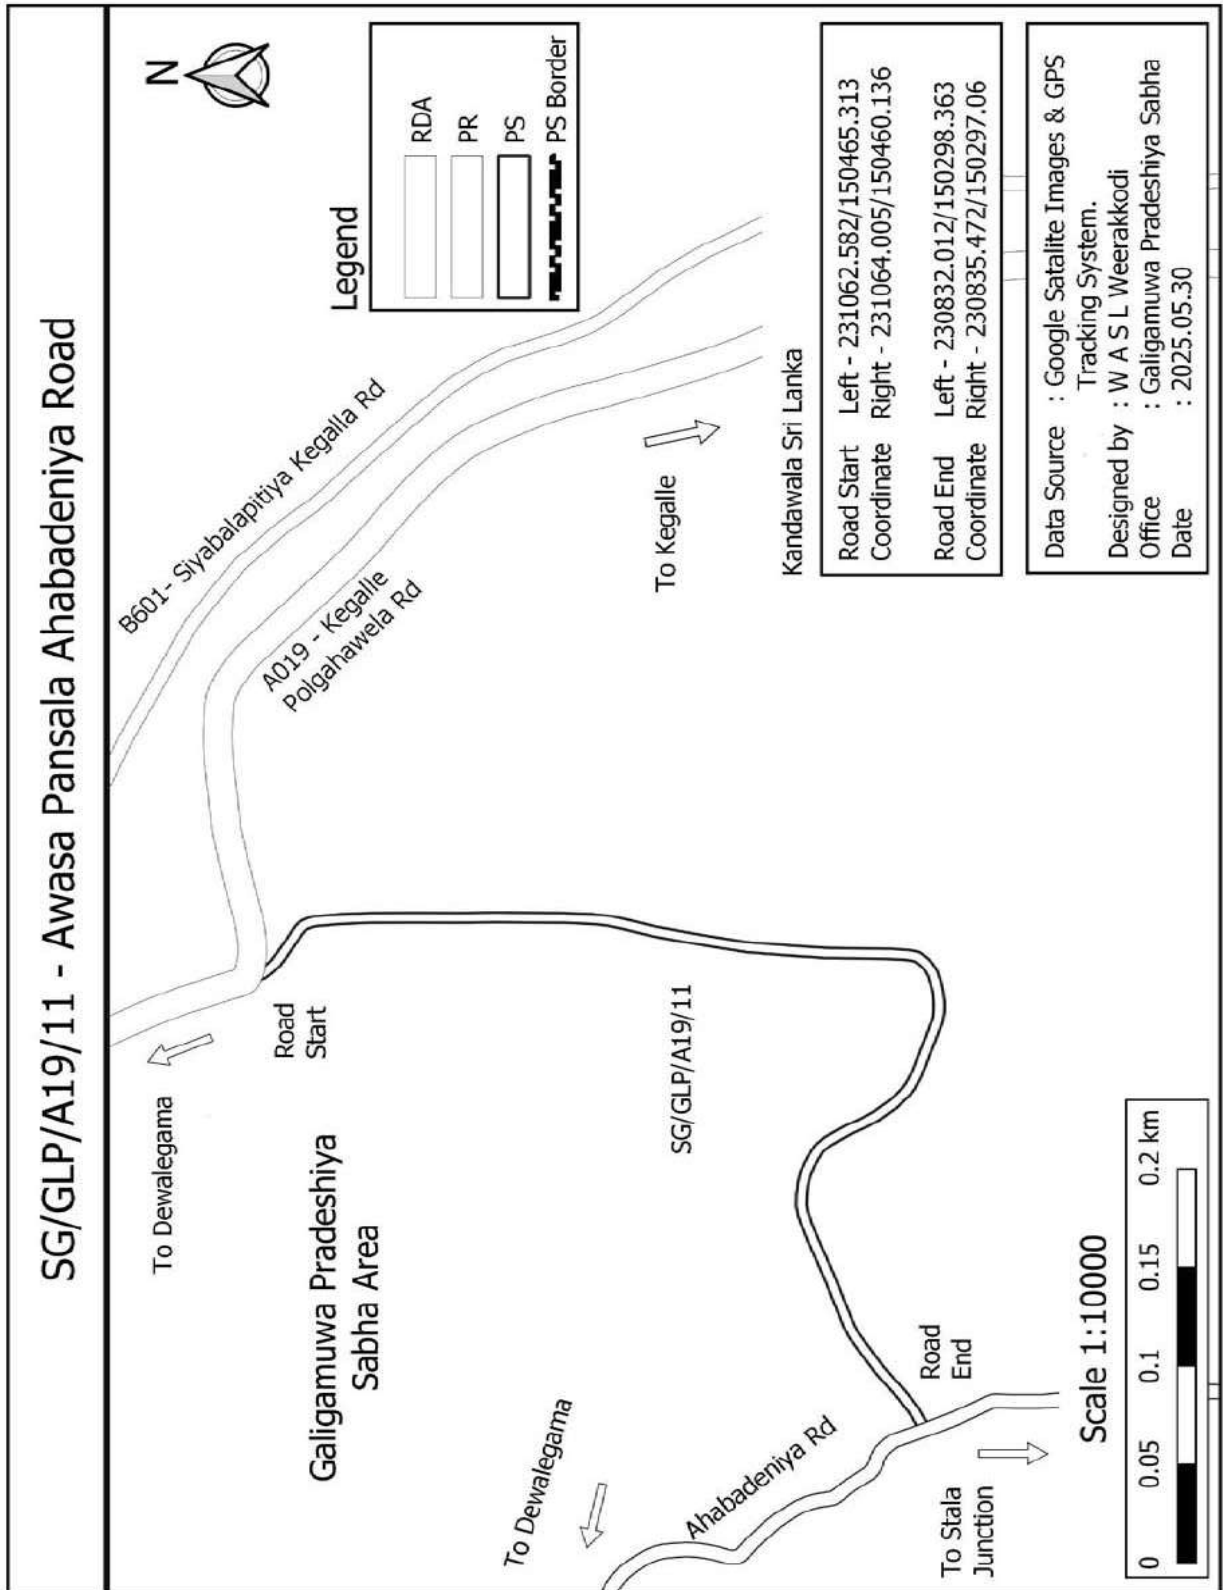 SG/GLP/A19/11 - Awasa Pansala Ahabadeniya Road
N
To Dewalegama
B601- Siyabalapitiya Kegalla Rd
A019 - Kegalle
Polgahawela Rd
Road
Start
Galigamuwa Pradeshiya
Sabha Area
Legend
RDA
PR
PS
PS Border
To Dewalegama
Ahabadeniya Rd
SG/GLP/A19/11
To Kegalle
Kandawala Sri Lanka
Road Start Left - 231062.582/150465.313
Coordinate Right - 231064.005/150460.136
Road End Left - 230832.012/150298.363
Coordinate Right - 230835.472/150297.06
Road
End
To Stala
Junction
Scale 1:10000
0 0.05 0.1 0.15 0.2 km
Data Source : Google Satalite Images & GPS
Tracking System.
Designed by : W A S L Weerakkodi
Office : Galigamuwa Pradeshiya Sabha
Date : 2025.05.30